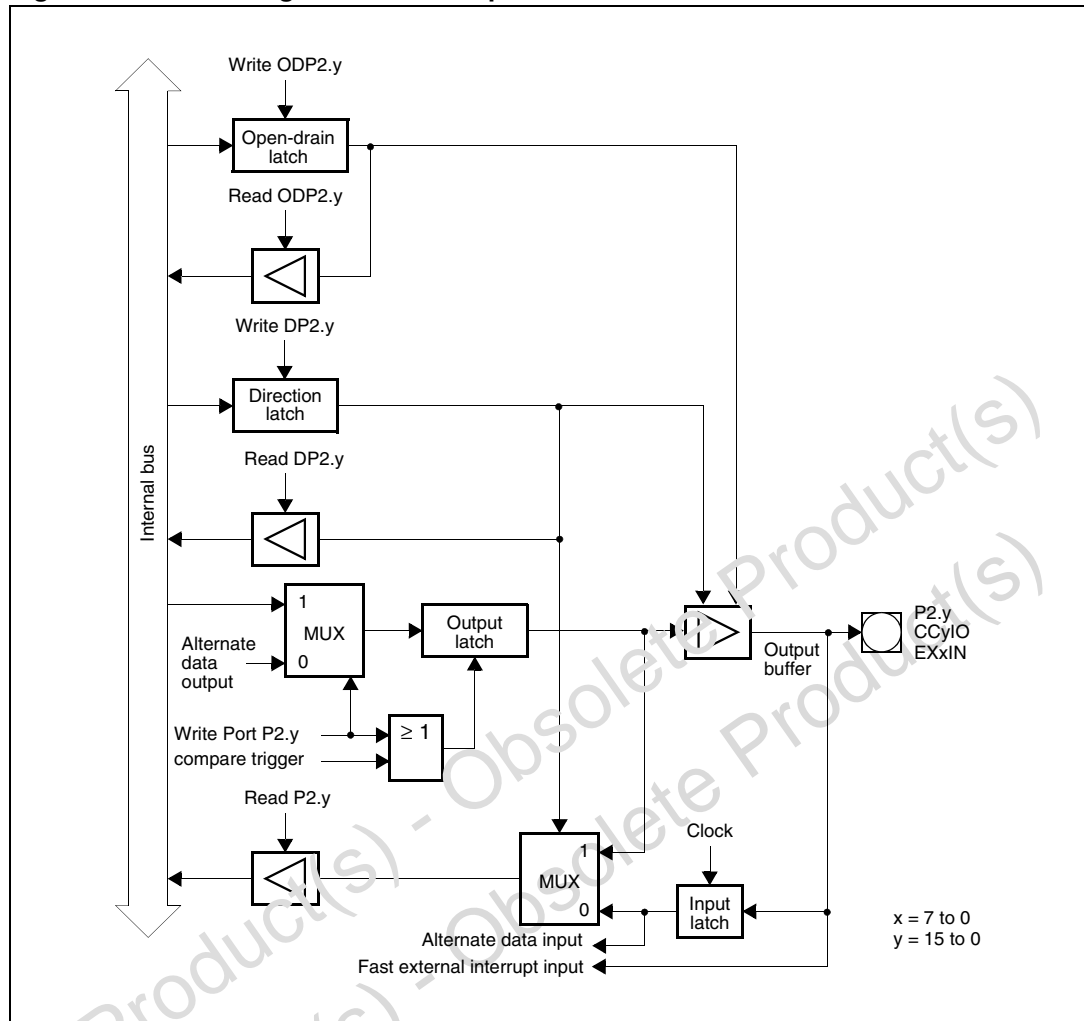 Write ODP2.y
Open-drain
latch
Read ODP2.y
Write DP2.y
Direction
latch
Read DP2.y
Internal bus
1
MUX
0
Alternate
data
output
Output
latch
Output
buffer
P2.y
CCyIO
EXxIN
Write Port P2.y
compare trigger
≥ 1
Read P2.y
1
MUX
0
Clock
Input
latch
Alternate data input
Fast external interrupt input
x = 7 to 0
y = 15 to 0
Product(s) - Obsolete Product(s)
Product(s) - Obsolete Product(s)